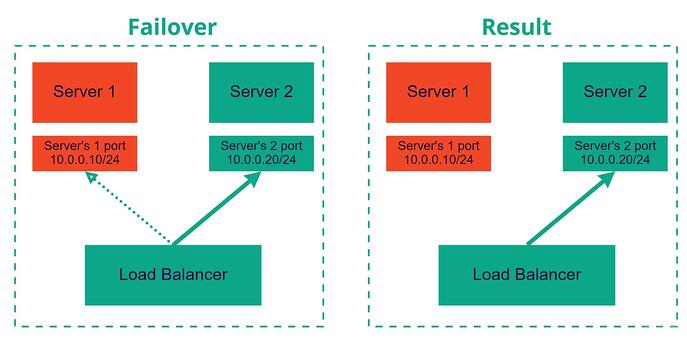 Failover
Server 1
Server 2
Server's 1 port
10.0.0.10/24
Server's 2 port
10.0.0.20/24
Load Balancer
Result
Server 1
Server 2
Server's 1 port
10.0.0.10/24
Server's 2 port
10.0.0.20/24
Load Balancer